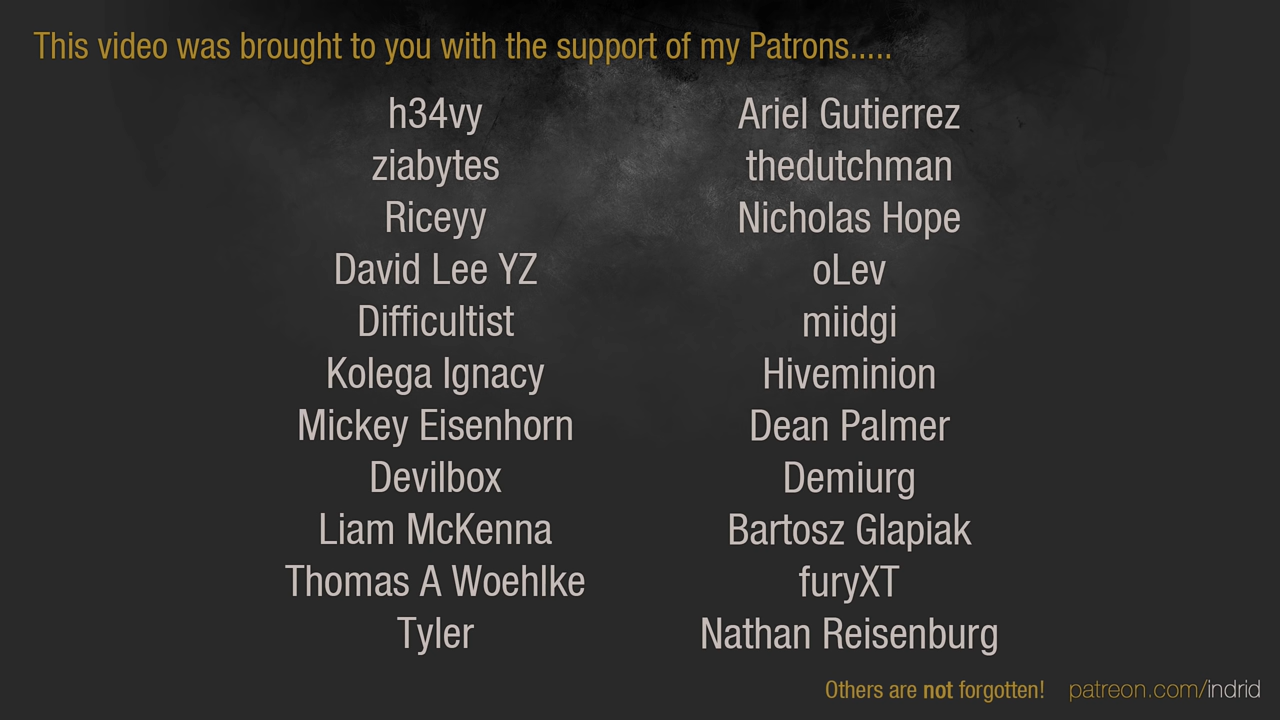 This video was brought to you with the support of my Patrons.....
h34vy
ziabytes
Riceyy
David Lee YZ
Difficultist
Kolega Ignacy
Mickey Eisenhorn
Devilbox
Liam McKenna
Thomas A Woehlke
Tyler
Ariel Gutierrez
thedutchman
Nicholas Hope
oLev
miidgi
Hiveminion
Dean Palmer
Demiurg
Bartosz Glapiak
furyXT
Nathan Reisenburg
Others are not forgotten! patreon.com/indrid